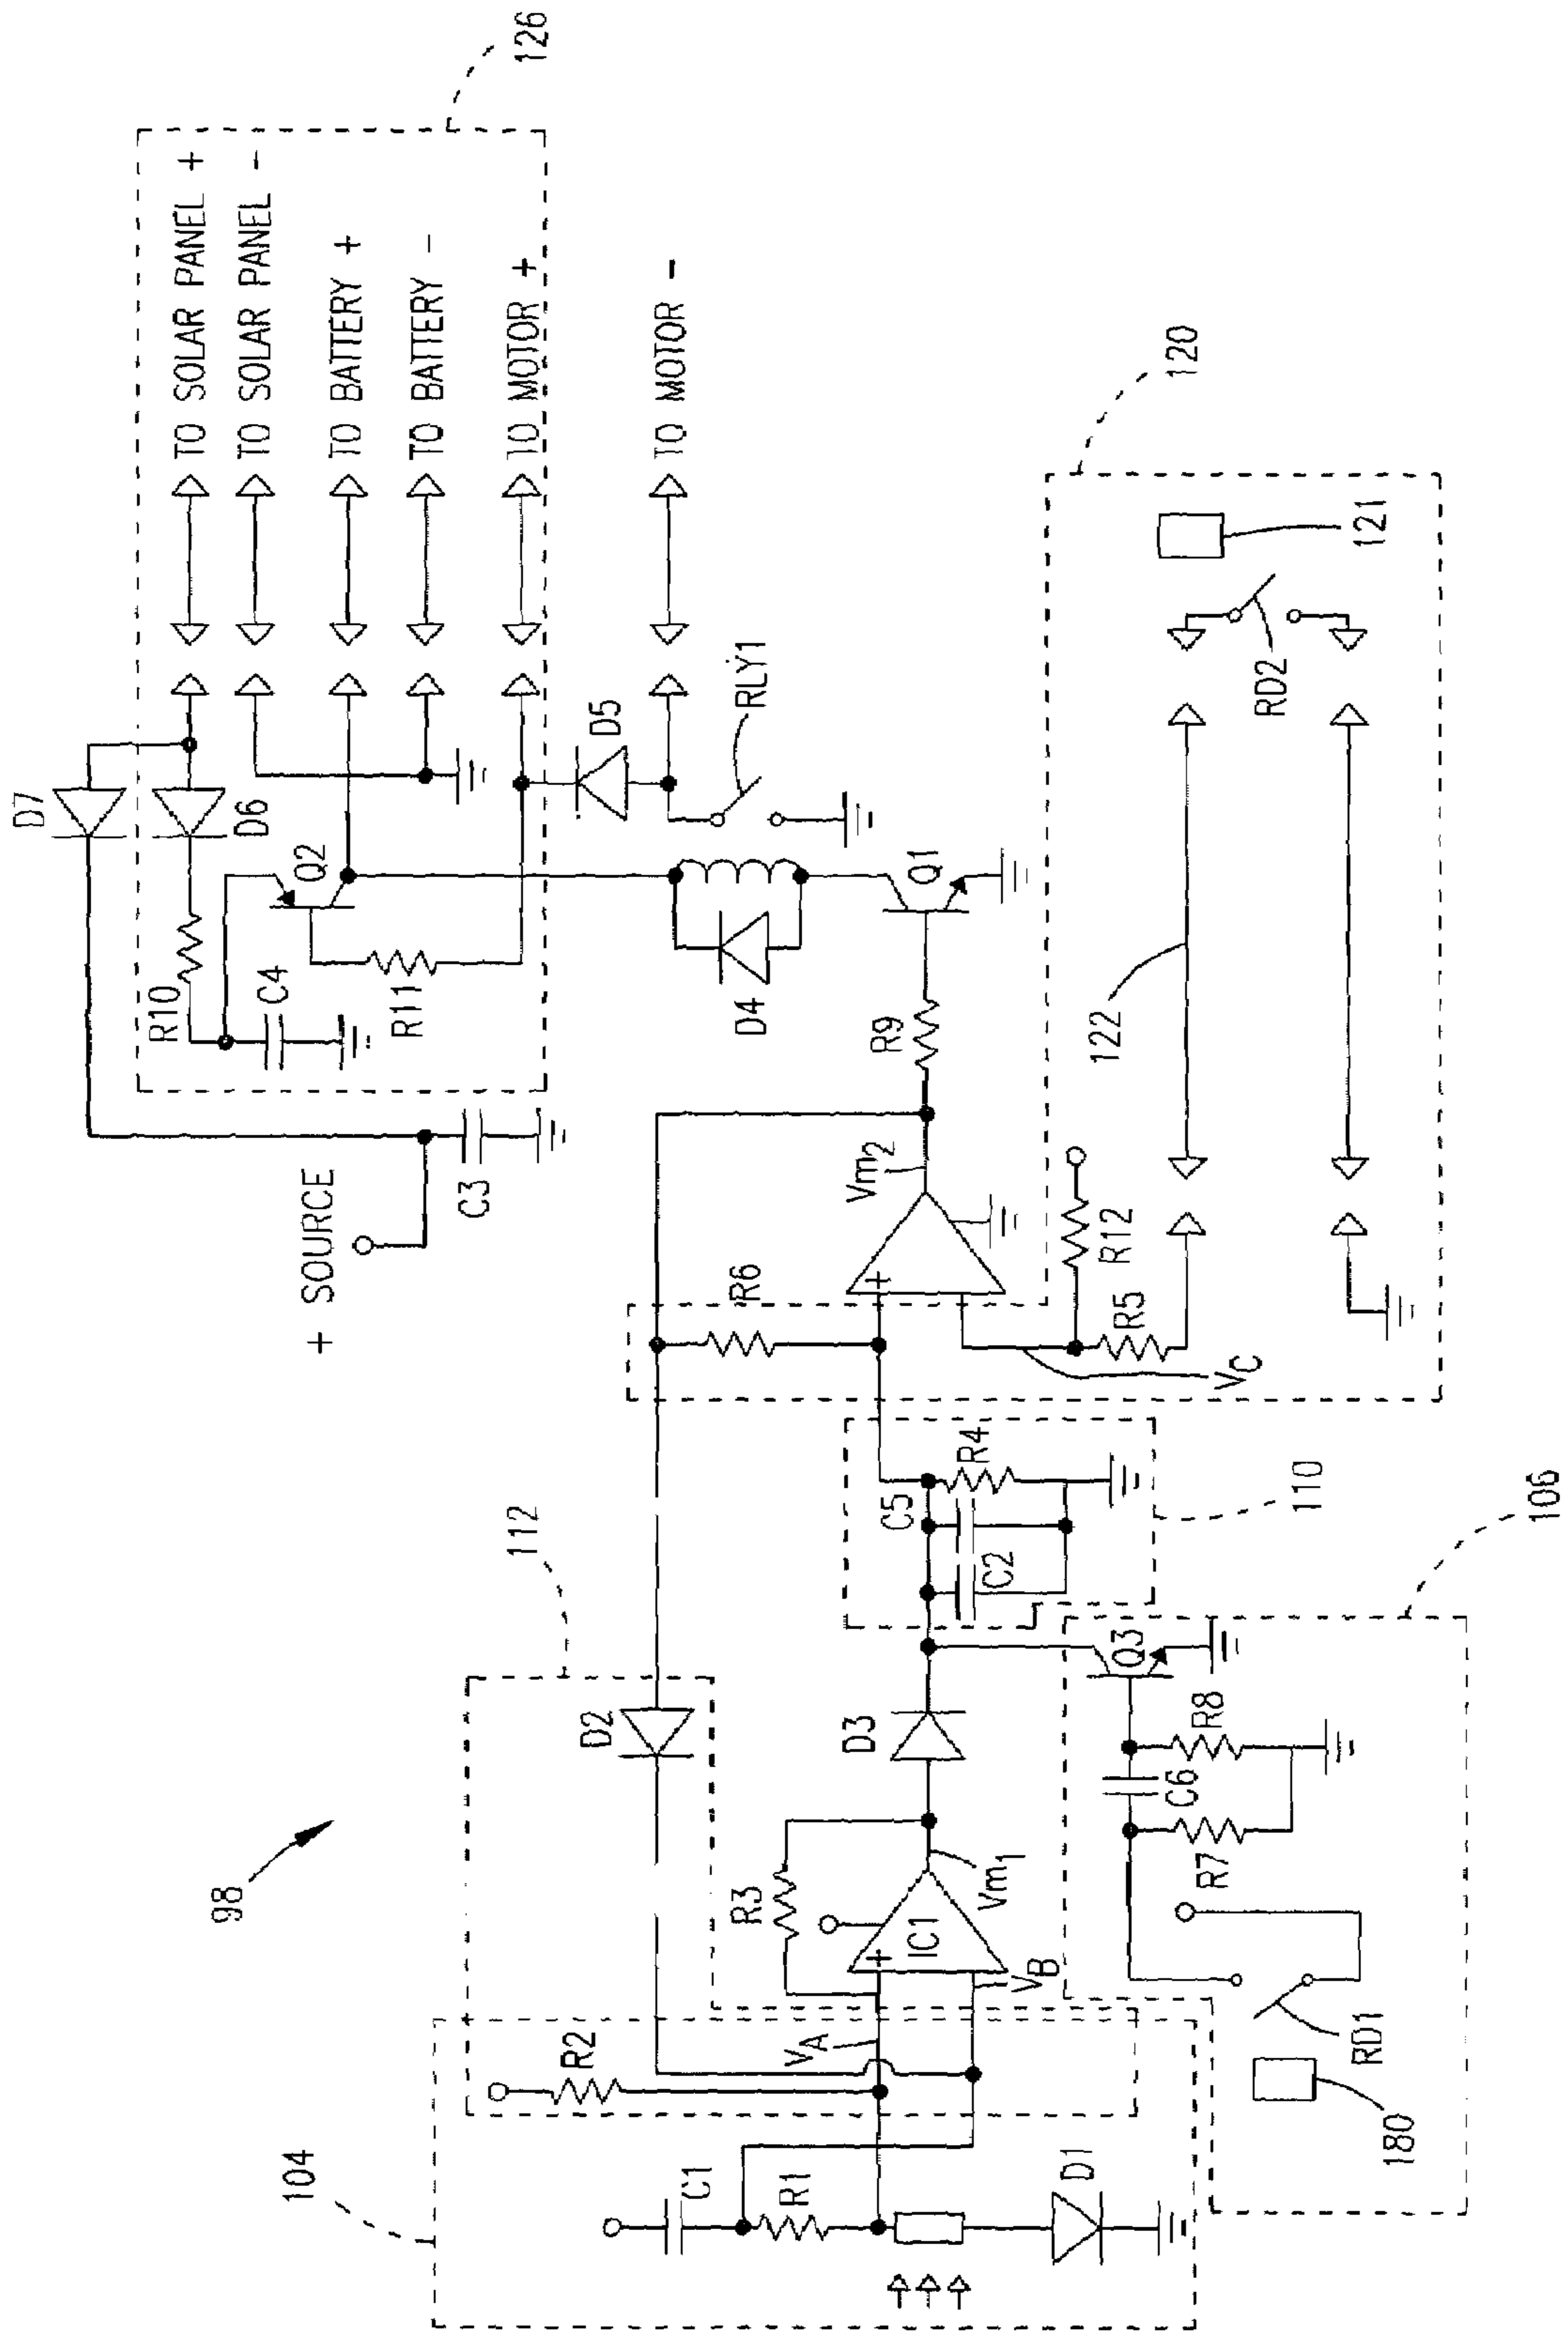 126
TO SOLAR PANEL +
TO SOLAR PANEL -
TO BATTERY +
TO BATTERY -
TO MOTOR +
TO MOTOR -
D7
D6
R10
Q2
C4
R11
D5
RLY1
+ SOURCE
C3
D4
Q1
R9
Vm2
+
R6
120
121
RD2
122
R12
R5
VC
98
112
D2
110
C5
R4
C2
D3
R3
IC1
+
Vm1
VA
VB
R2
104
C1
R1
D1
106
Q3
R8
C6
R7
RD1
180